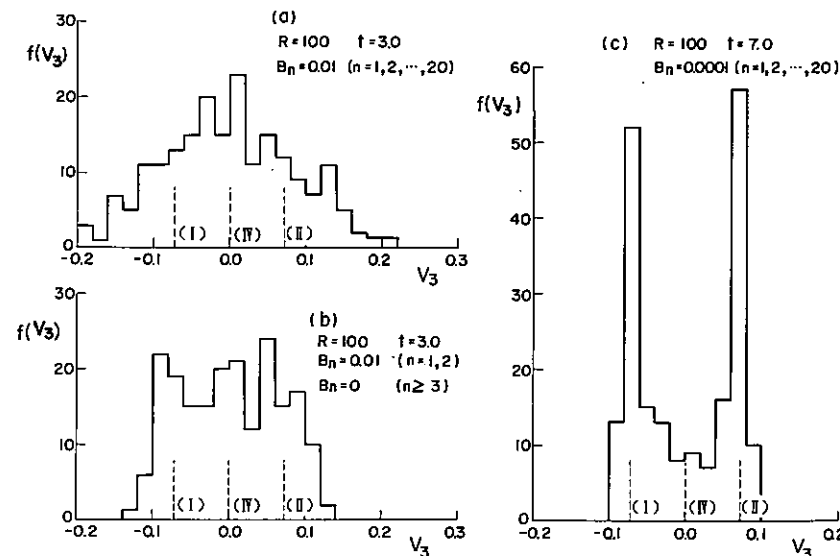 (a)
R=100 t=3.0
Bn=0.01 (n=1,2,···,20)
f(V3)
30
20
10
0
(I) (IV) (II)
-0.2 -0.1 0.0 0.1 0.2 0.3
V3
(b)
R=100 t=3.0
Bn=0.01 (n=1,2)
Bn=0 (n≥3)
f(V3)
30
20
10
0
(I) (IV) (II)
-0.2 -0.1 0.0 0.1 0.2 0.3
V3
(c) R=100 t=7.0
Bn=0.0001 (n=1,2,···,20)
f(V3)
60
50
40
30
20
10
0
(I) (IV) (II)
-0.2 -0.1 0.0 0.1 0.2
V3